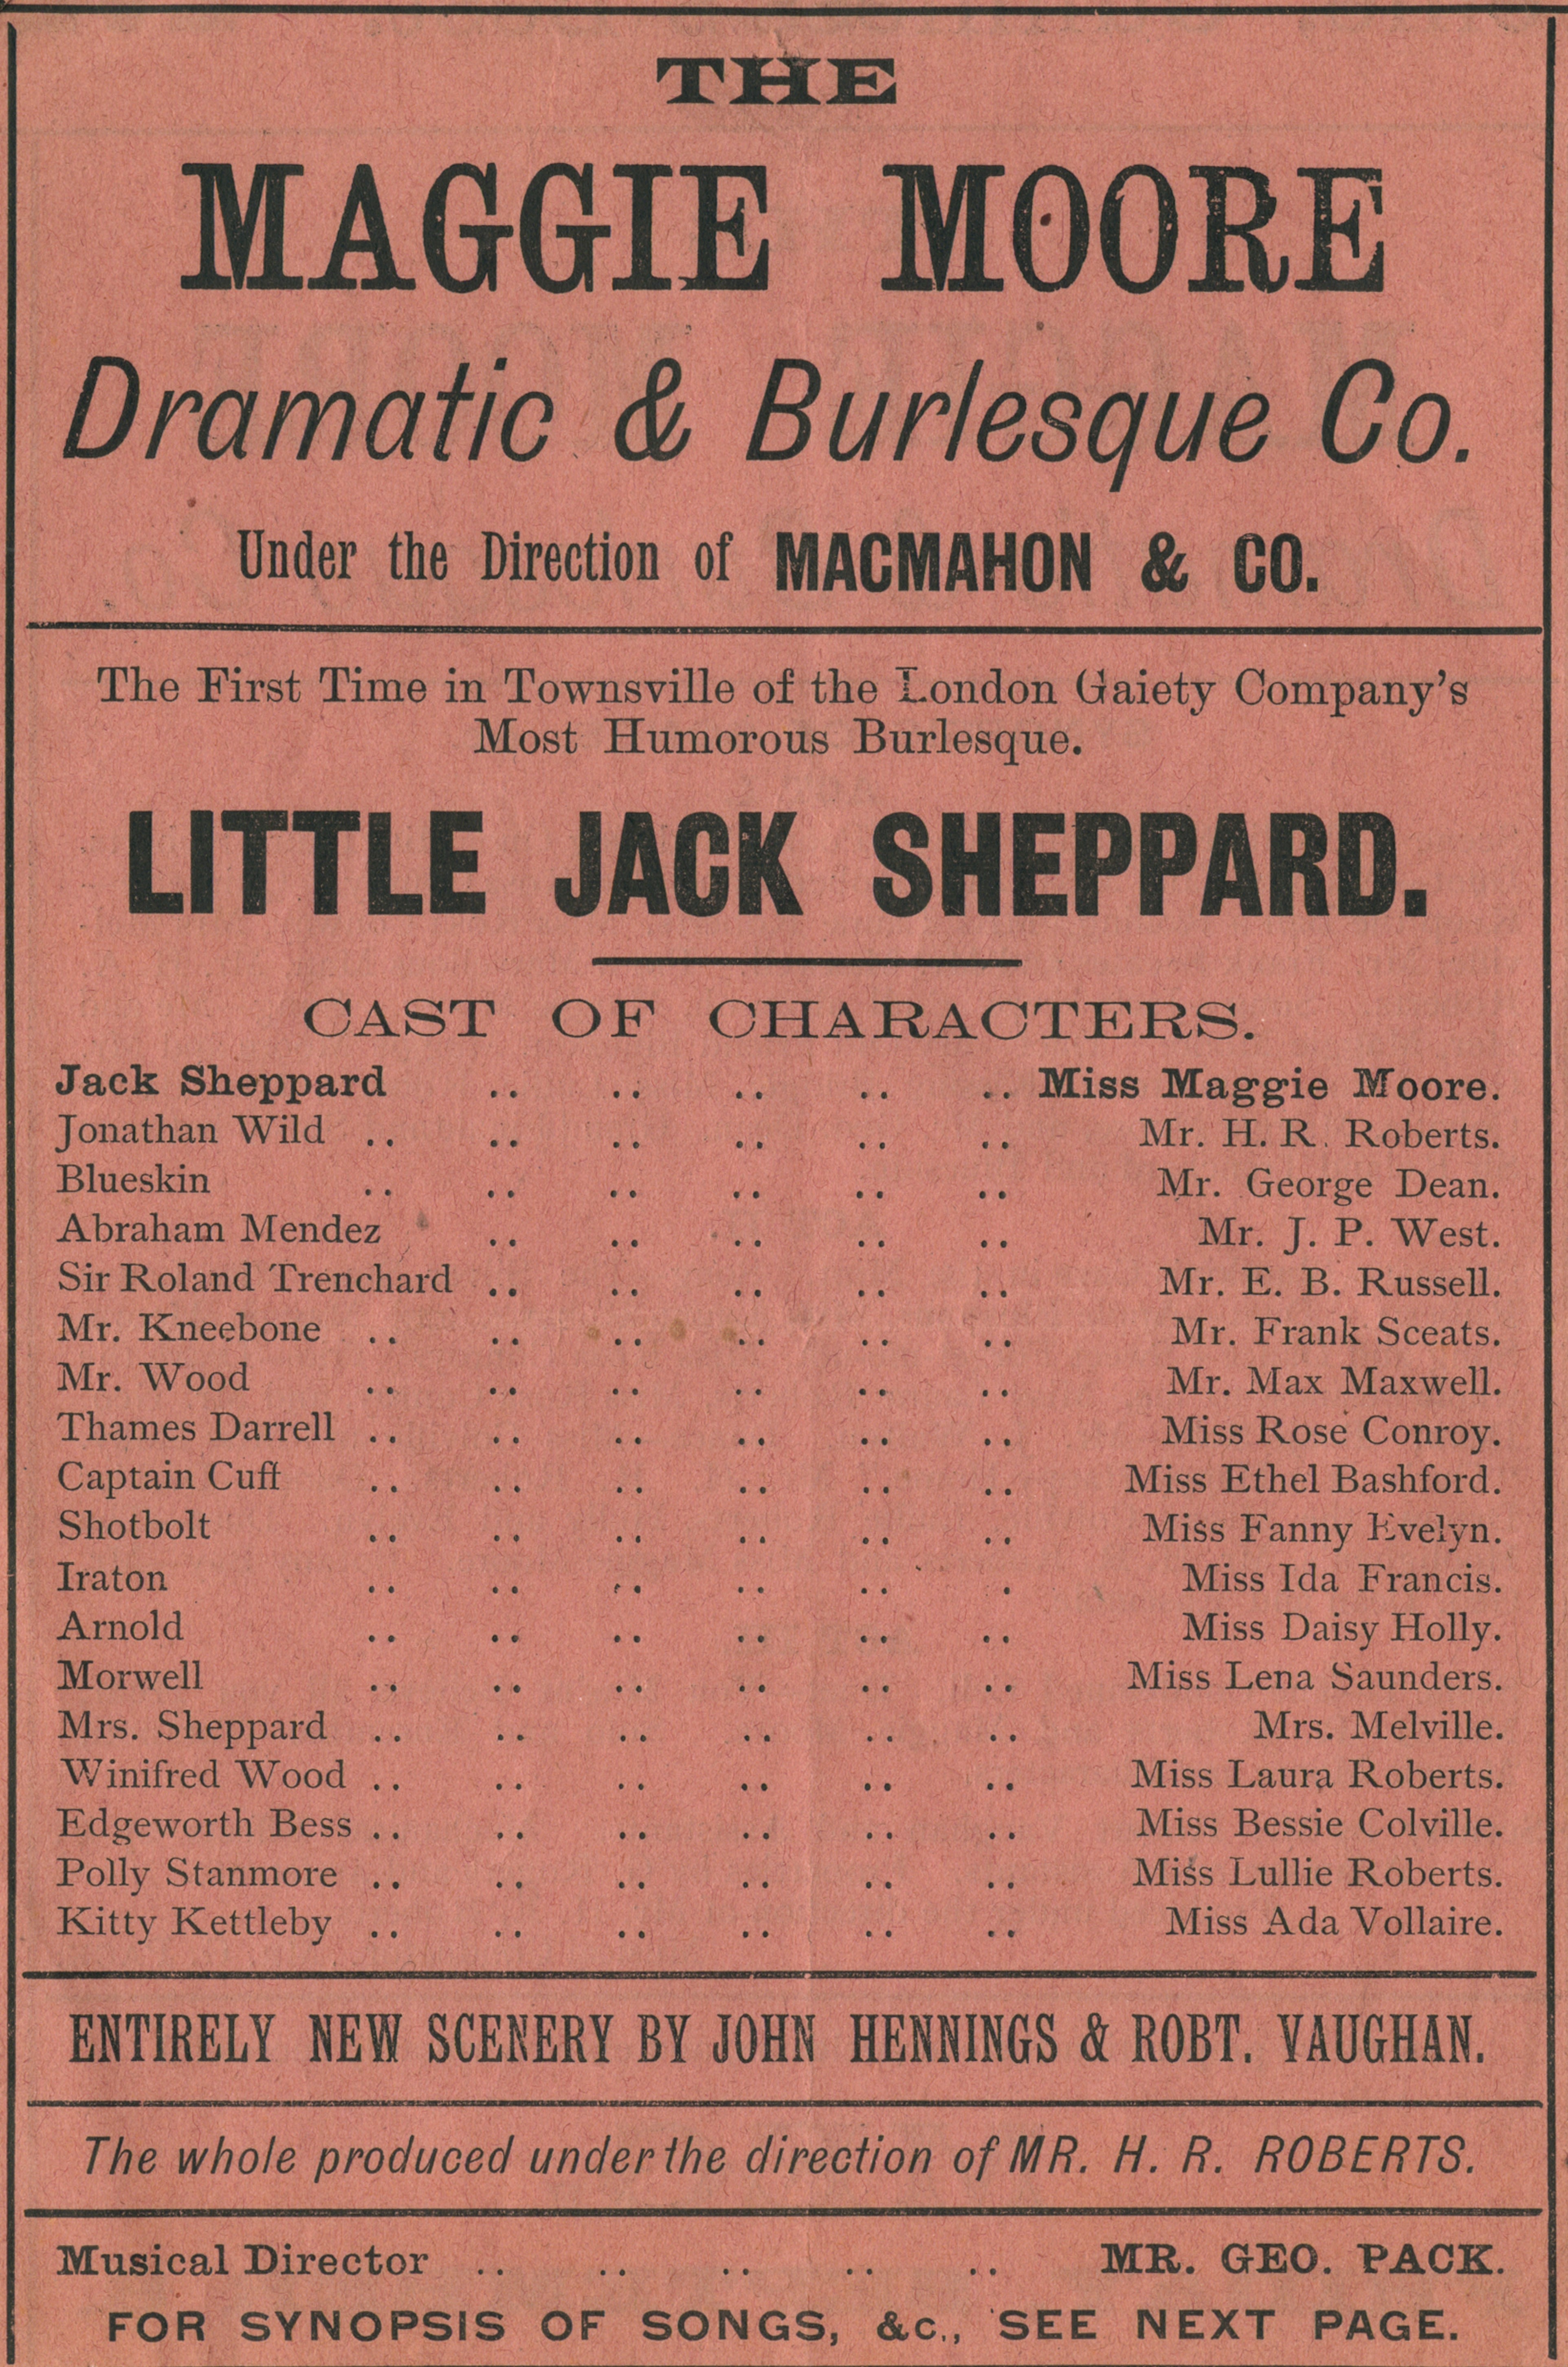 THE
MAGGIE MOORE
Dramatic & Burlesque Co.
Under the Direction of MACMAHON & CO.
The First Time in Townsville of the London Gaiety Company's
Most Humorous Burlesque.
LITTLE JACK SHEPPARD.
CAST OF CHARACTERS.
Jack Sheppard .. .. .. .. .. Miss Maggie Moore.
Jonathan Wild .. .. .. .. .. .. Mr. H. R. Roberts.
Blueskin .. .. .. .. .. .. Mr. George Dean.
Abraham Mendez .. .. .. .. .. Mr. J. P. West.
Sir Roland Trenchard .. .. .. .. .. Mr. E. B. Russell.
Mr. Kneebone .. .. .. .. .. .. Mr. Frank Sceats.
Mr. Wood .. .. .. .. .. .. Mr. Max Maxwell.
Thames Darrell .. .. .. .. .. .. Miss Rose Conroy.
Captain Cuff .. .. .. .. .. .. Miss Ethel Bashford.
Shotbolt .. .. .. .. .. .. Miss Fanny Evelyn.
Iraton .. .. .. .. .. . Miss Ida Francis.
Arnold .. .. .. .. .. .. Miss Daisy Holly.
Morwell .. .. .. .. .. .. Miss Lena Saunders.
Mrs. Sheppard .. .. .. .. .. .. Mrs. Melville.
Winifred Wood .. .. .. .. .. .. Miss Laura Roberts.
Edgeworth Bess .. .. .. .. .. .. Miss Bessie Colville.
Polly Stanmore .. .. .. .. .. .. Miss Lullie Roberts.
Kitty Kettleby .. .. .. .. .. .. Miss Ada Vollaire.
ENTIRELY NEW SCENERY BY JOHN HENNINGS & ROBT. VAUGHAN.
The whole produced under the direction of MR. H. R. ROBERTS.
Musical Director .. .. .. .. .. MR. GEO. PACK.
FOR SYNOPSIS OF SONGS, &c., SEE NEXT PAGE.